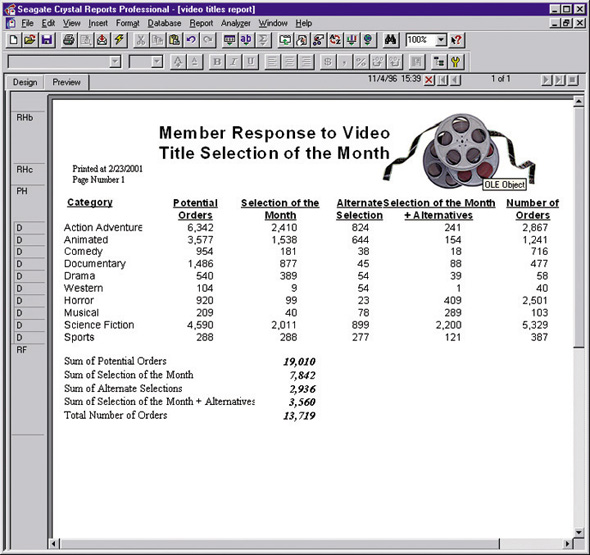 Seagate Crystal Reports Professional - [video titles report]
File Edit View Insert Format Database Report Analyzer Window Help
100%
Design Preview 11/4/96 15:39 1 of 1
RHb
Member Response to Video
Title Selection of the Month
RHc
Printed at 2/23/2001
Page Number 1
OLE Object
PH
Category Potential Orders Selection of the Month Alternate Selection Selection of the Month + Alternatives Number of Orders
D Action Adventure 6,342 2,410 824 241 2,867
D Animated 3,577 1,538 644 154 1,241
D Comedy 954 181 38 18 716
D Documentary 1,486 877 45 88 477
D Drama 540 389 54 39 58
D Western 104 9 54 1 40
D Horror 920 99 23 409 2,501
D Musical 209 40 78 289 103
D Science Fiction 4,590 2,011 899 2,200 5,329
D Sports 288 288 277 121 387
RF
Sum of Potential Orders 19,010
Sum of Selection of the Month 7,842
Sum of Alternate Selections 2,936
Sum of Selection of the Month + Alternatives 3,560
Total Number of Orders 13,719